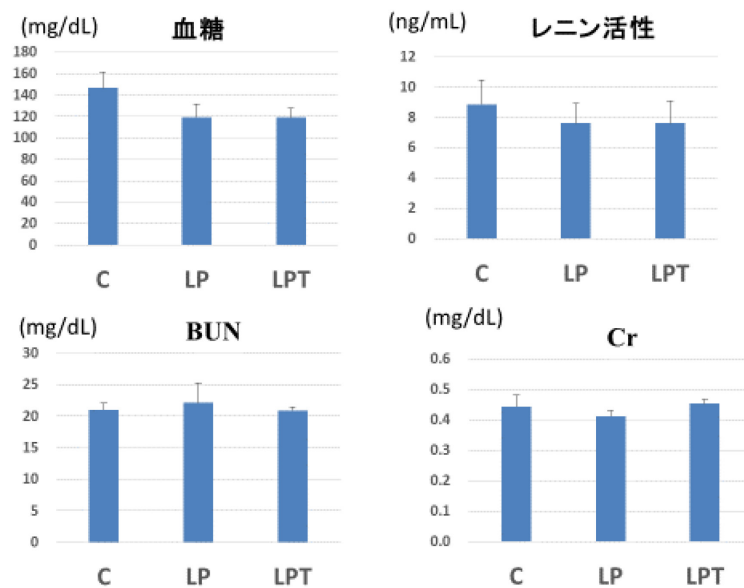 (mg/dL)
血糖
180
160
140
120
100
80
60
40
20
0
C LP LPT
(ng/mL)
レニン活性
12
10
8
6
4
2
0
C LP LPT
(mg/dL)
BUN
30
25
20
15
10
5
0
C LP LPT
(mg/dL)
Cr
0.6
0.5
0.4
0.3
0.2
0.1
0.0
C LP LPT